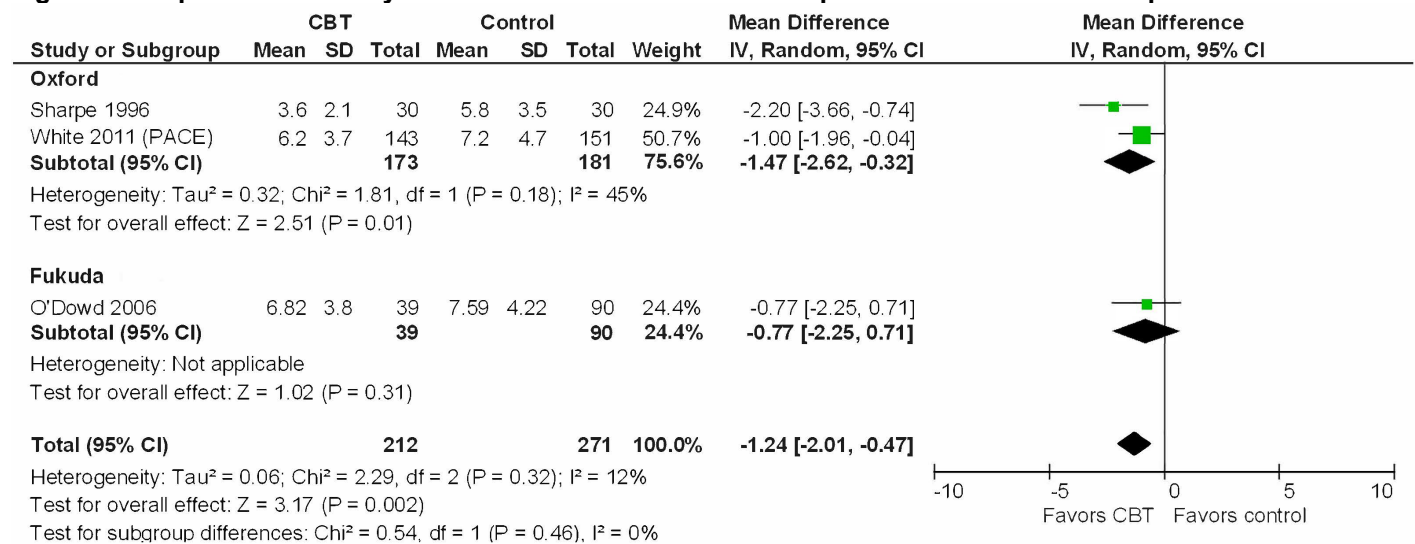 CBT Control Mean Difference Mean Difference
Study or Subgroup Mean SD Total Mean SD Total Weight IV, Random, 95% CI IV, Random, 95% CI
Oxford
Sharpe 1996 3.6 2.1 30 5.8 3.5 30 24.9% -2.20 [-3.66, -0.74]
White 2011 (PACE) 6.2 3.7 143 7.2 4.7 151 50.7% -1.00 [-1.96, -0.04]
Subtotal (95% CI) 173 181 75.6% -1.47 [-2.62, -0.32]
Heterogeneity: Tau² = 0.32; Chi² = 1.81, df = 1 (P = 0.18); I² = 45%
Test for overall effect: Z = 2.51 (P = 0.01)
Fukuda
O'Dowd 2006 6.82 3.8 39 7.59 4.22 90 24.4% -0.77 [-2.25, 0.71]
Subtotal (95% CI) 39 90 24.4% -0.77 [-2.25, 0.71]
Heterogeneity: Not applicable
Test for overall effect: Z = 1.02 (P = 0.31)
Total (95% CI) 212 271 100.0% -1.24 [-2.01, -0.47]
Heterogeneity: Tau² = 0.06; Chi² = 2.29, df = 2 (P = 0.32); I² = 12%
Test for overall effect: Z = 3.17 (P = 0.002)
Test for subgroup differences: Chi² = 0.54, df = 1 (P = 0.46), I² = 0%
-10 -5 0 5 10
Favors CBT Favors control